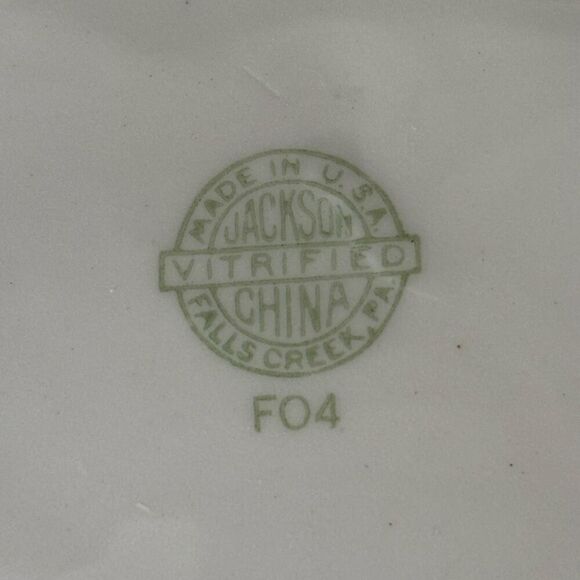 MADE IN U.S.A.
JACKSON
VITRIFIED
CHINA
FALLS CREEK, PA.
FO4